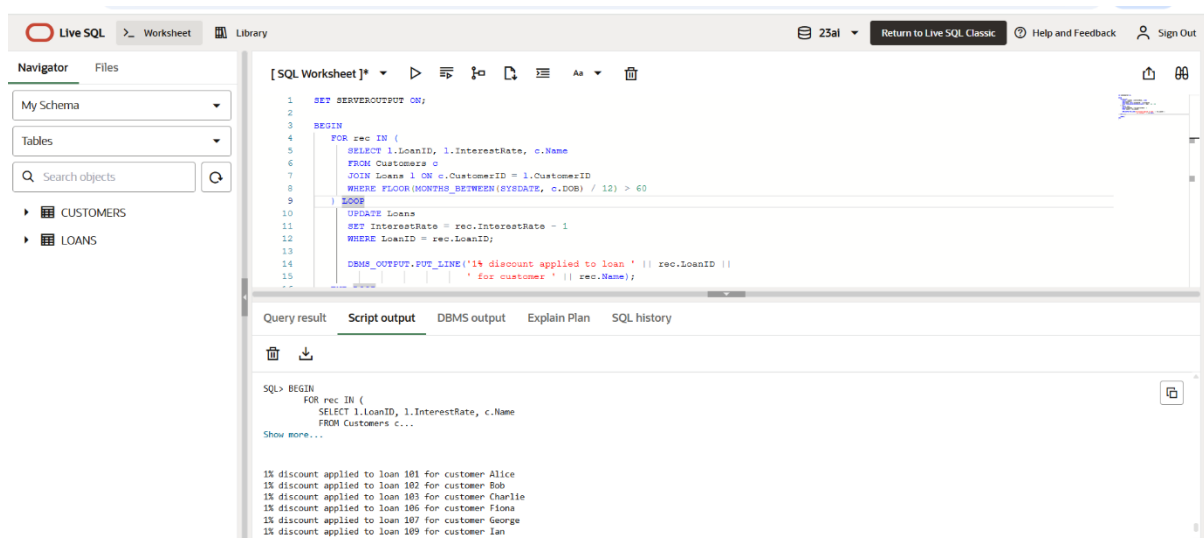 Live SQL >_ Worksheet Library 23ai Return to Live SQL Classic Help and Feedback Sign Out
Navigator Files
My Schema
Tables
Search objects
CUSTOMERS
LOANS
[ SQL Worksheet ]* Aa
1 SET SERVEROUTPUT ON;
2
3 BEGIN
4 FOR rec IN (
5 SELECT l.LoanID, l.InterestRate, c.Name
6 FROM Customers c
7 JOIN Loans l ON c.CustomerID = l.CustomerID
8 WHERE FLOOR(MONTHS_BETWEEN(SYSDATE, c.DOB) / 12) > 60
9 ) LOOP
10 UPDATE Loans
11 SET InterestRate = rec.InterestRate - 1
12 WHERE LoanID = rec.LoanID;
13
14 DBMS_OUTPUT.PUT_LINE('1% discount applied to loan ' || rec.LoanID ||
15 ' for customer ' || rec.Name);
Query result Script output DBMS output Explain Plan SQL history
SQL> BEGIN
FOR rec IN (
SELECT l.LoanID, l.InterestRate, c.Name
FROM Customers c...
Show more...
1% discount applied to loan 101 for customer Alice
1% discount applied to loan 102 for customer Bob
1% discount applied to loan 103 for customer Charlie
1% discount applied to loan 106 for customer Fiona
1% discount applied to loan 107 for customer George
1% discount applied to loan 109 for customer Ian